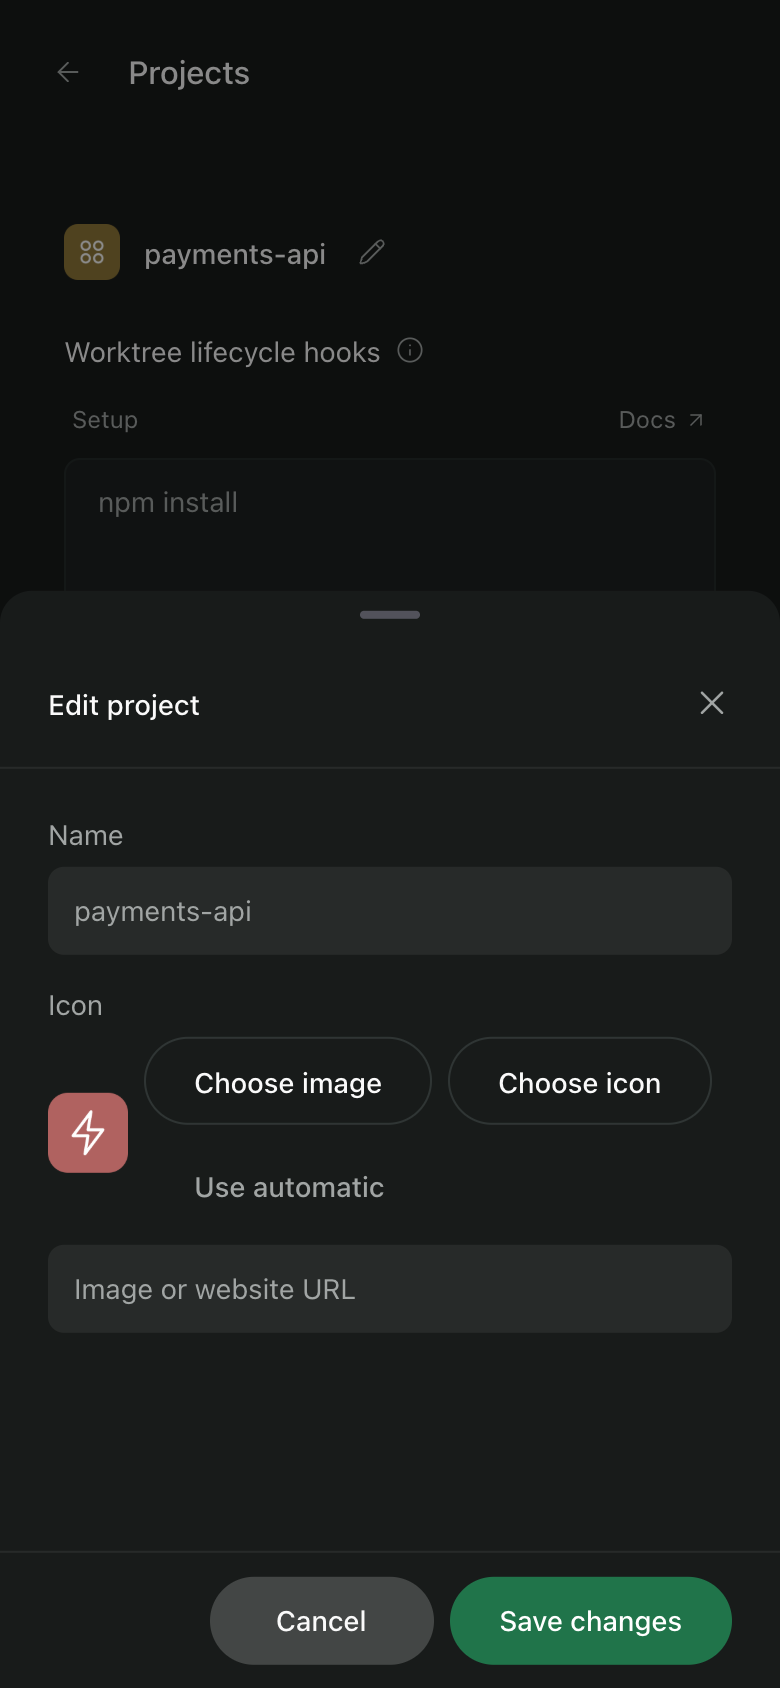 Projects
payments-api
Worktree lifecycle hooks
Setup
Docs
npm install
Edit project
Name
payments-api
Icon
Choose image
Choose icon
Use automatic
Image or website URL
Cancel
Save changes